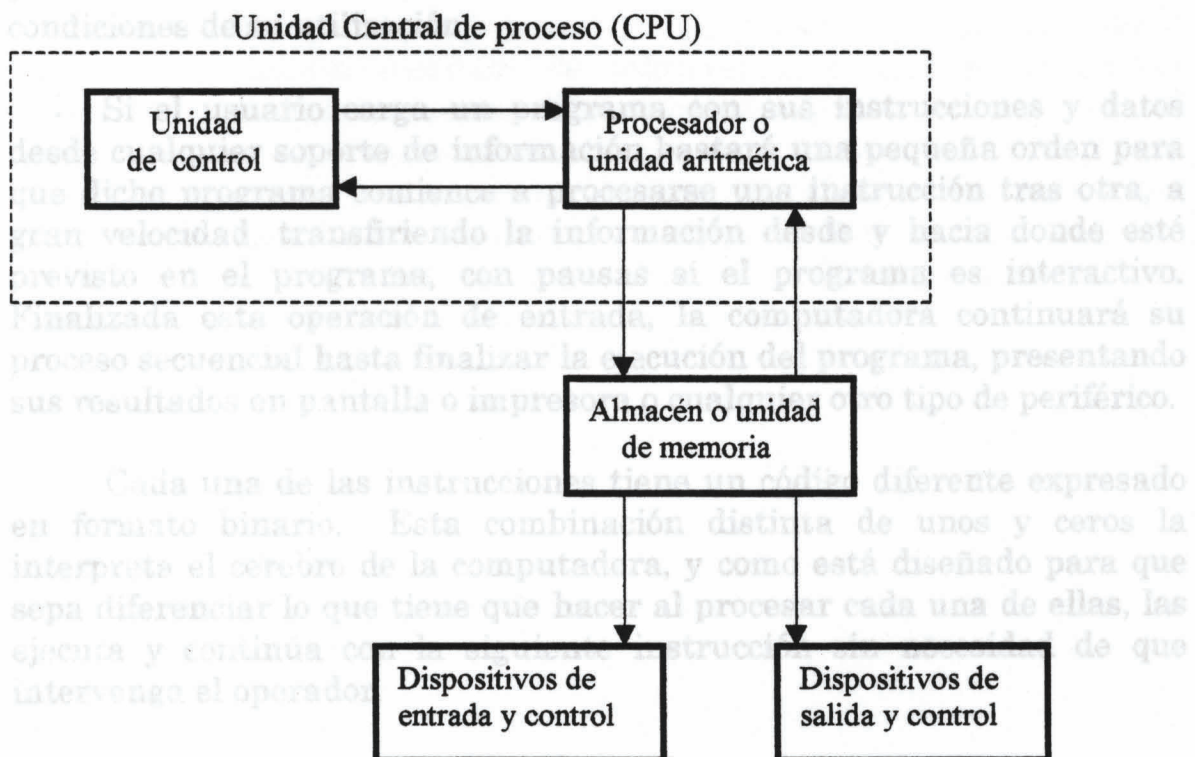 condiciones de su utilización.
Unidad Central de proceso (CPU)
Si el usuario carga un programa con sus instrucciones y datos
desde cualquier soporte de información bastará una pequeña orden para
que dicho programa comience a procesarse una instrucción tras otra, a
gran velocidad, transfiriendo la información desde y hacia donde esté
previsto en el programa, con pausas si el programa es interactivo.
Finalizada esta operación de entrada, la computadora continuará su
proceso secuencial hasta finalizar la ejecución del programa, presentando
sus resultados en pantalla o impresora o cualquier otro tipo de periférico.
Cada una de las instrucciones tiene un código diferente expresado
en formato binario. Esta combinación distinta de unos y ceros la
interpreta el cerebro de la computadora, y como está diseñado para que
sepa diferenciar lo que tiene que hacer al procesar cada una de ellas, las
ejecuta y continúa con la siguiente instrucción sin necesidad de que
intervenga el operador.
Unidad
de control
Procesador o
unidad aritmética
Almacén o unidad
de memoria
Dispositivos de
entrada y control
Dispositivos de
salida y control